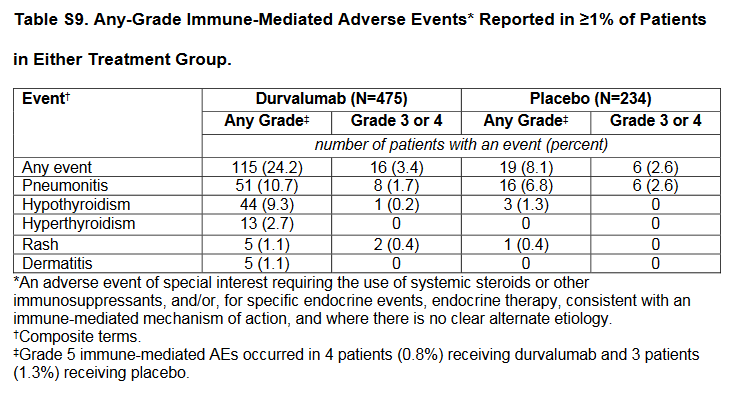 Table S9. Any-Grade Immune-Mediated Adverse Events* Reported in ≥1% of Patients
in Either Treatment Group.
Event† Durvalumab (N=475) Placebo (N=234)
Any Grade‡ Grade 3 or 4 Any Grade‡ Grade 3 or 4
number of patients with an event (percent)
Any event 115 (24.2) 16 (3.4) 19 (8.1) 6 (2.6)
Pneumonitis 51 (10.7) 8 (1.7) 16 (6.8) 6 (2.6)
Hypothyroidism 44 (9.3) 1 (0.2) 3 (1.3) 0
Hyperthyroidism 13 (2.7) 0 0 0
Rash 5 (1.1) 2 (0.4) 1 (0.4) 0
Dermatitis 5 (1.1) 0 0 0
*An adverse event of special interest requiring the use of systemic steroids or other
immunosuppressants, and/or, for specific endocrine events, endocrine therapy, consistent with an
immune-mediated mechanism of action, and where there is no clear alternate etiology.
†Composite terms.
‡Grade 5 immune-mediated AEs occurred in 4 patients (0.8%) receiving durvalumab and 3 patients
(1.3%) receiving placebo.